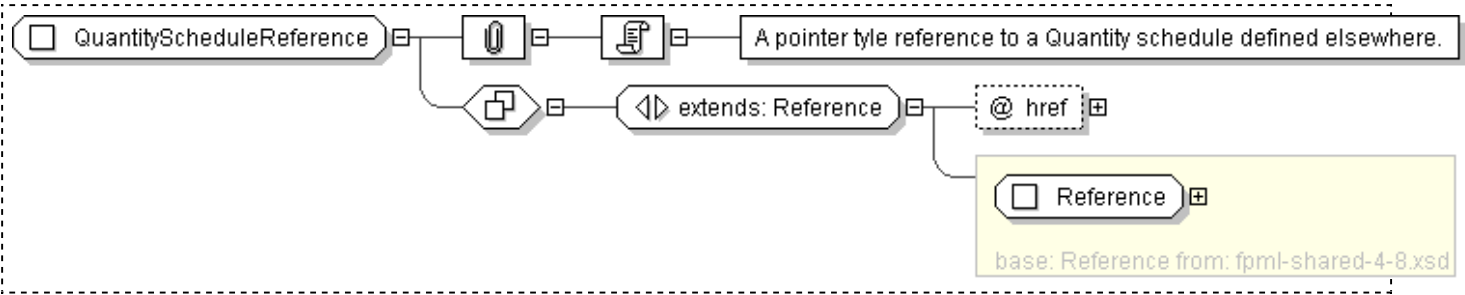 QuantityScheduleReference
A pointer tyle reference to a Quantity schedule defined elsewhere.
extends: Reference
@ href
Reference
base: Reference from: fpml-shared-4-8.xsd